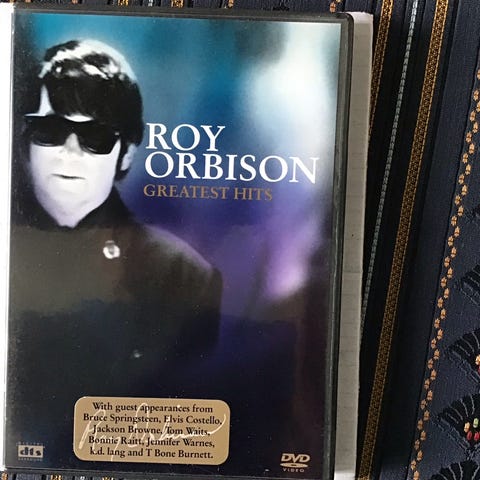 ROY
ORBISON
GREATEST HITS
With guest appearances from
Bruce Springsteen, Elvis Costello,
Jackson Browne, Tom Waits,
Bonnie Raitt, Jennifer Warnes,
k.d. lang and T Bone Burnett.
dts
DVD
VIDEO